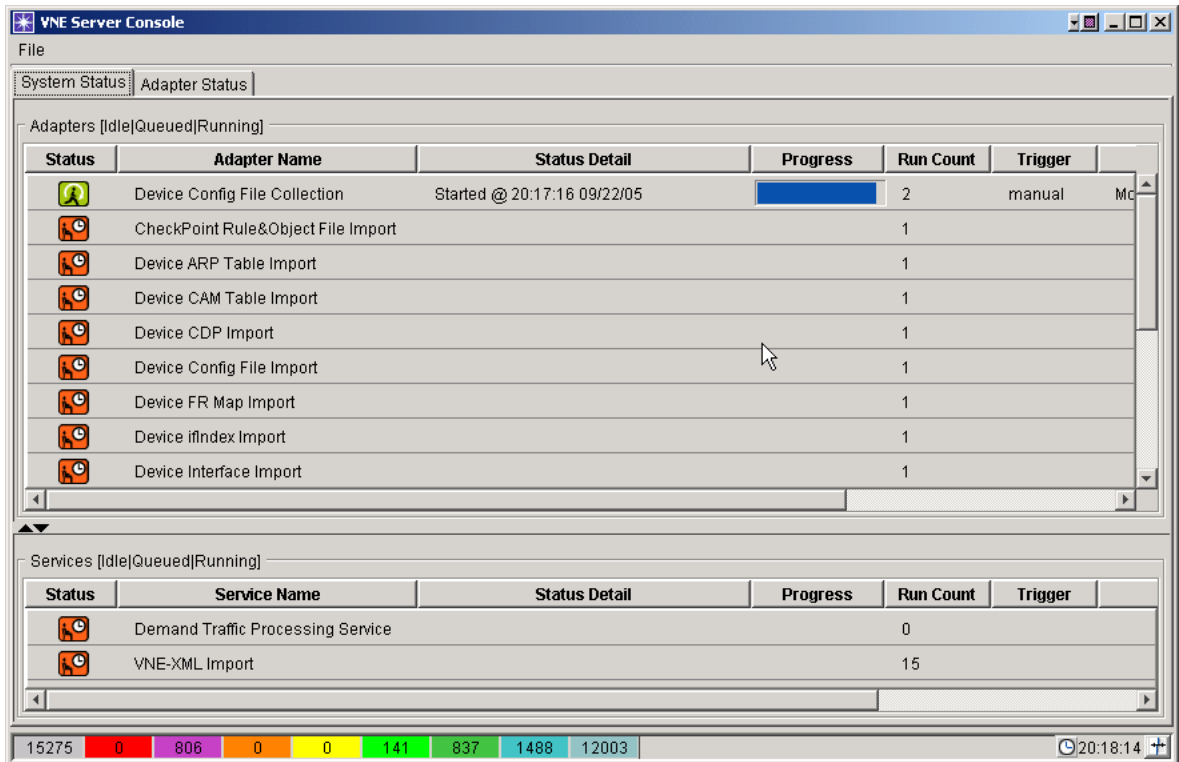 VNE Server Console
File
System Status Adapter Status
Adapters [Idle|Queued|Running]
Status Adapter Name Status Detail Progress Run Count Trigger
Device Config File Collection Started @ 20:17:16 09/22/05 2 manual Mo
CheckPoint Rule&Object File Import 1
Device ARP Table Import 1
Device CAM Table Import 1
Device CDP Import 1
Device Config File Import 1
Device FR Map Import 1
Device ifIndex Import 1
Device Interface Import 1
Services [Idle|Queued|Running]
Status Service Name Status Detail Progress Run Count Trigger
Demand Traffic Processing Service 0
VNE-XML Import 15
15275 0 806 0 0 141 837 1488 12003 20:18:14